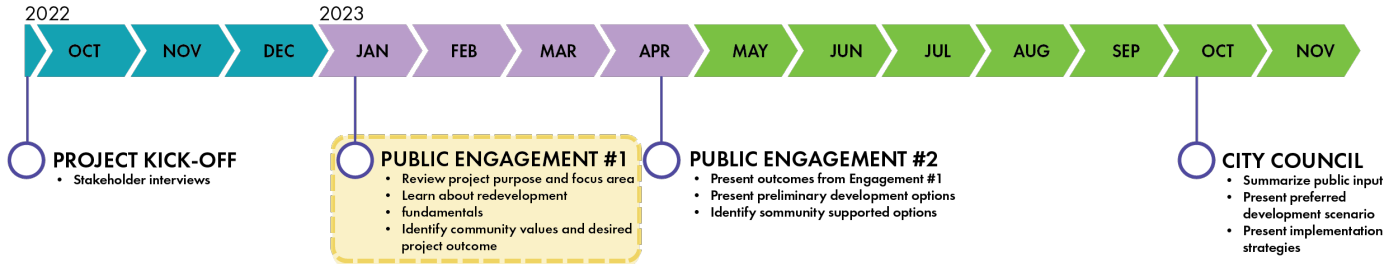 2022
2023
OCT
NOV
DEC
JAN
FEB
MAR
APR
MAY
JUN
JUL
AUG
SEP
OCT
NOV
PROJECT KICK-OFF
• Stakeholder interviews
PUBLIC ENGAGEMENT #1
• Review project purpose and focus area
• Learn about redevelopment
• fundamentals
• Identify community values and desired
project outcome
PUBLIC ENGAGEMENT #2
• Present outcomes from Engagement #1
• Present preliminary development options
• Identify sommunity supported options
CITY COUNCIL
• Summarize public input
• Present preferred
development scenario
• Present implementation
strategies